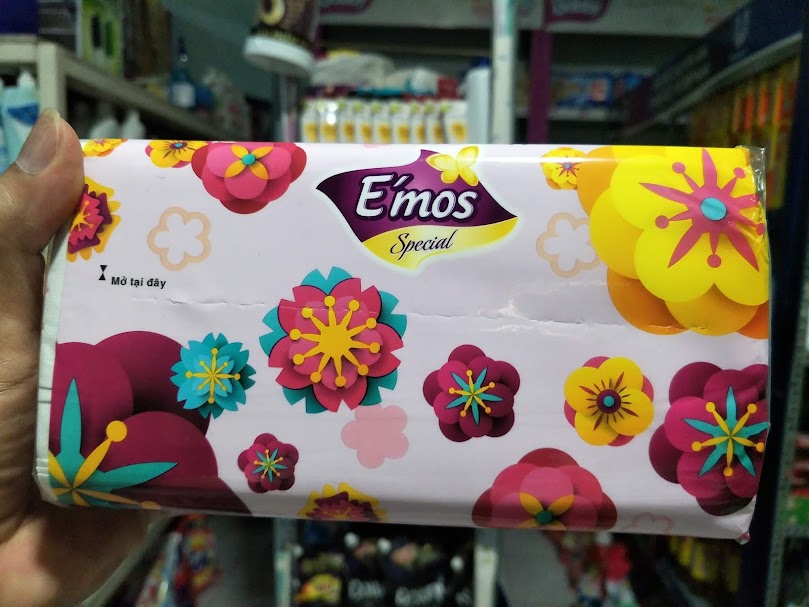 E'mos
Special
Mở tại đây